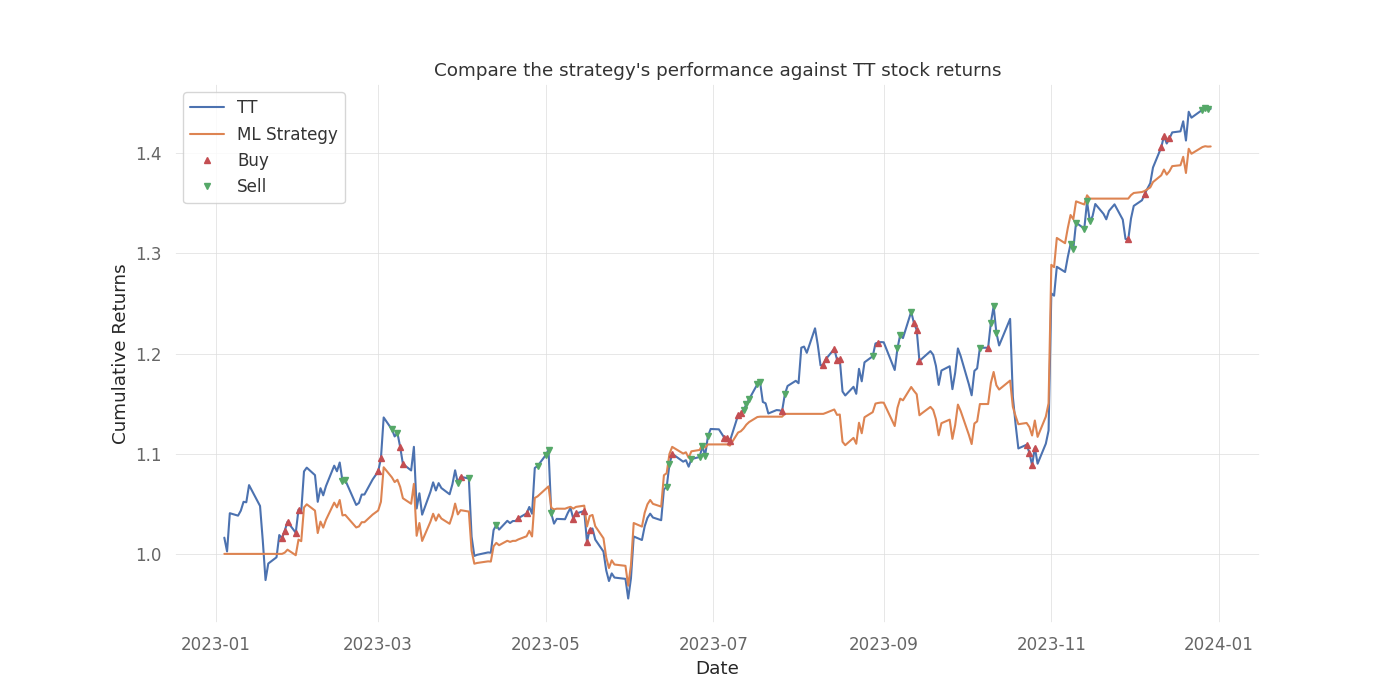 Compare the strategy's performance against TT stock returns
TT
ML Strategy
Buy
Sell
Cumulative Returns
1.4
1.3
1.2
1.1
1.0
2023-01
2023-03
2023-05
2023-07
2023-09
2023-11
2024-01
Date